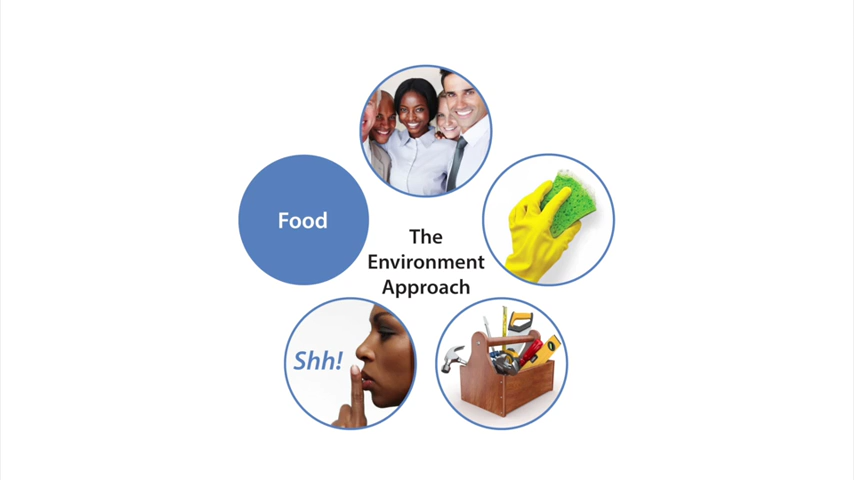 Food
The
Environment
Approach
Shh!